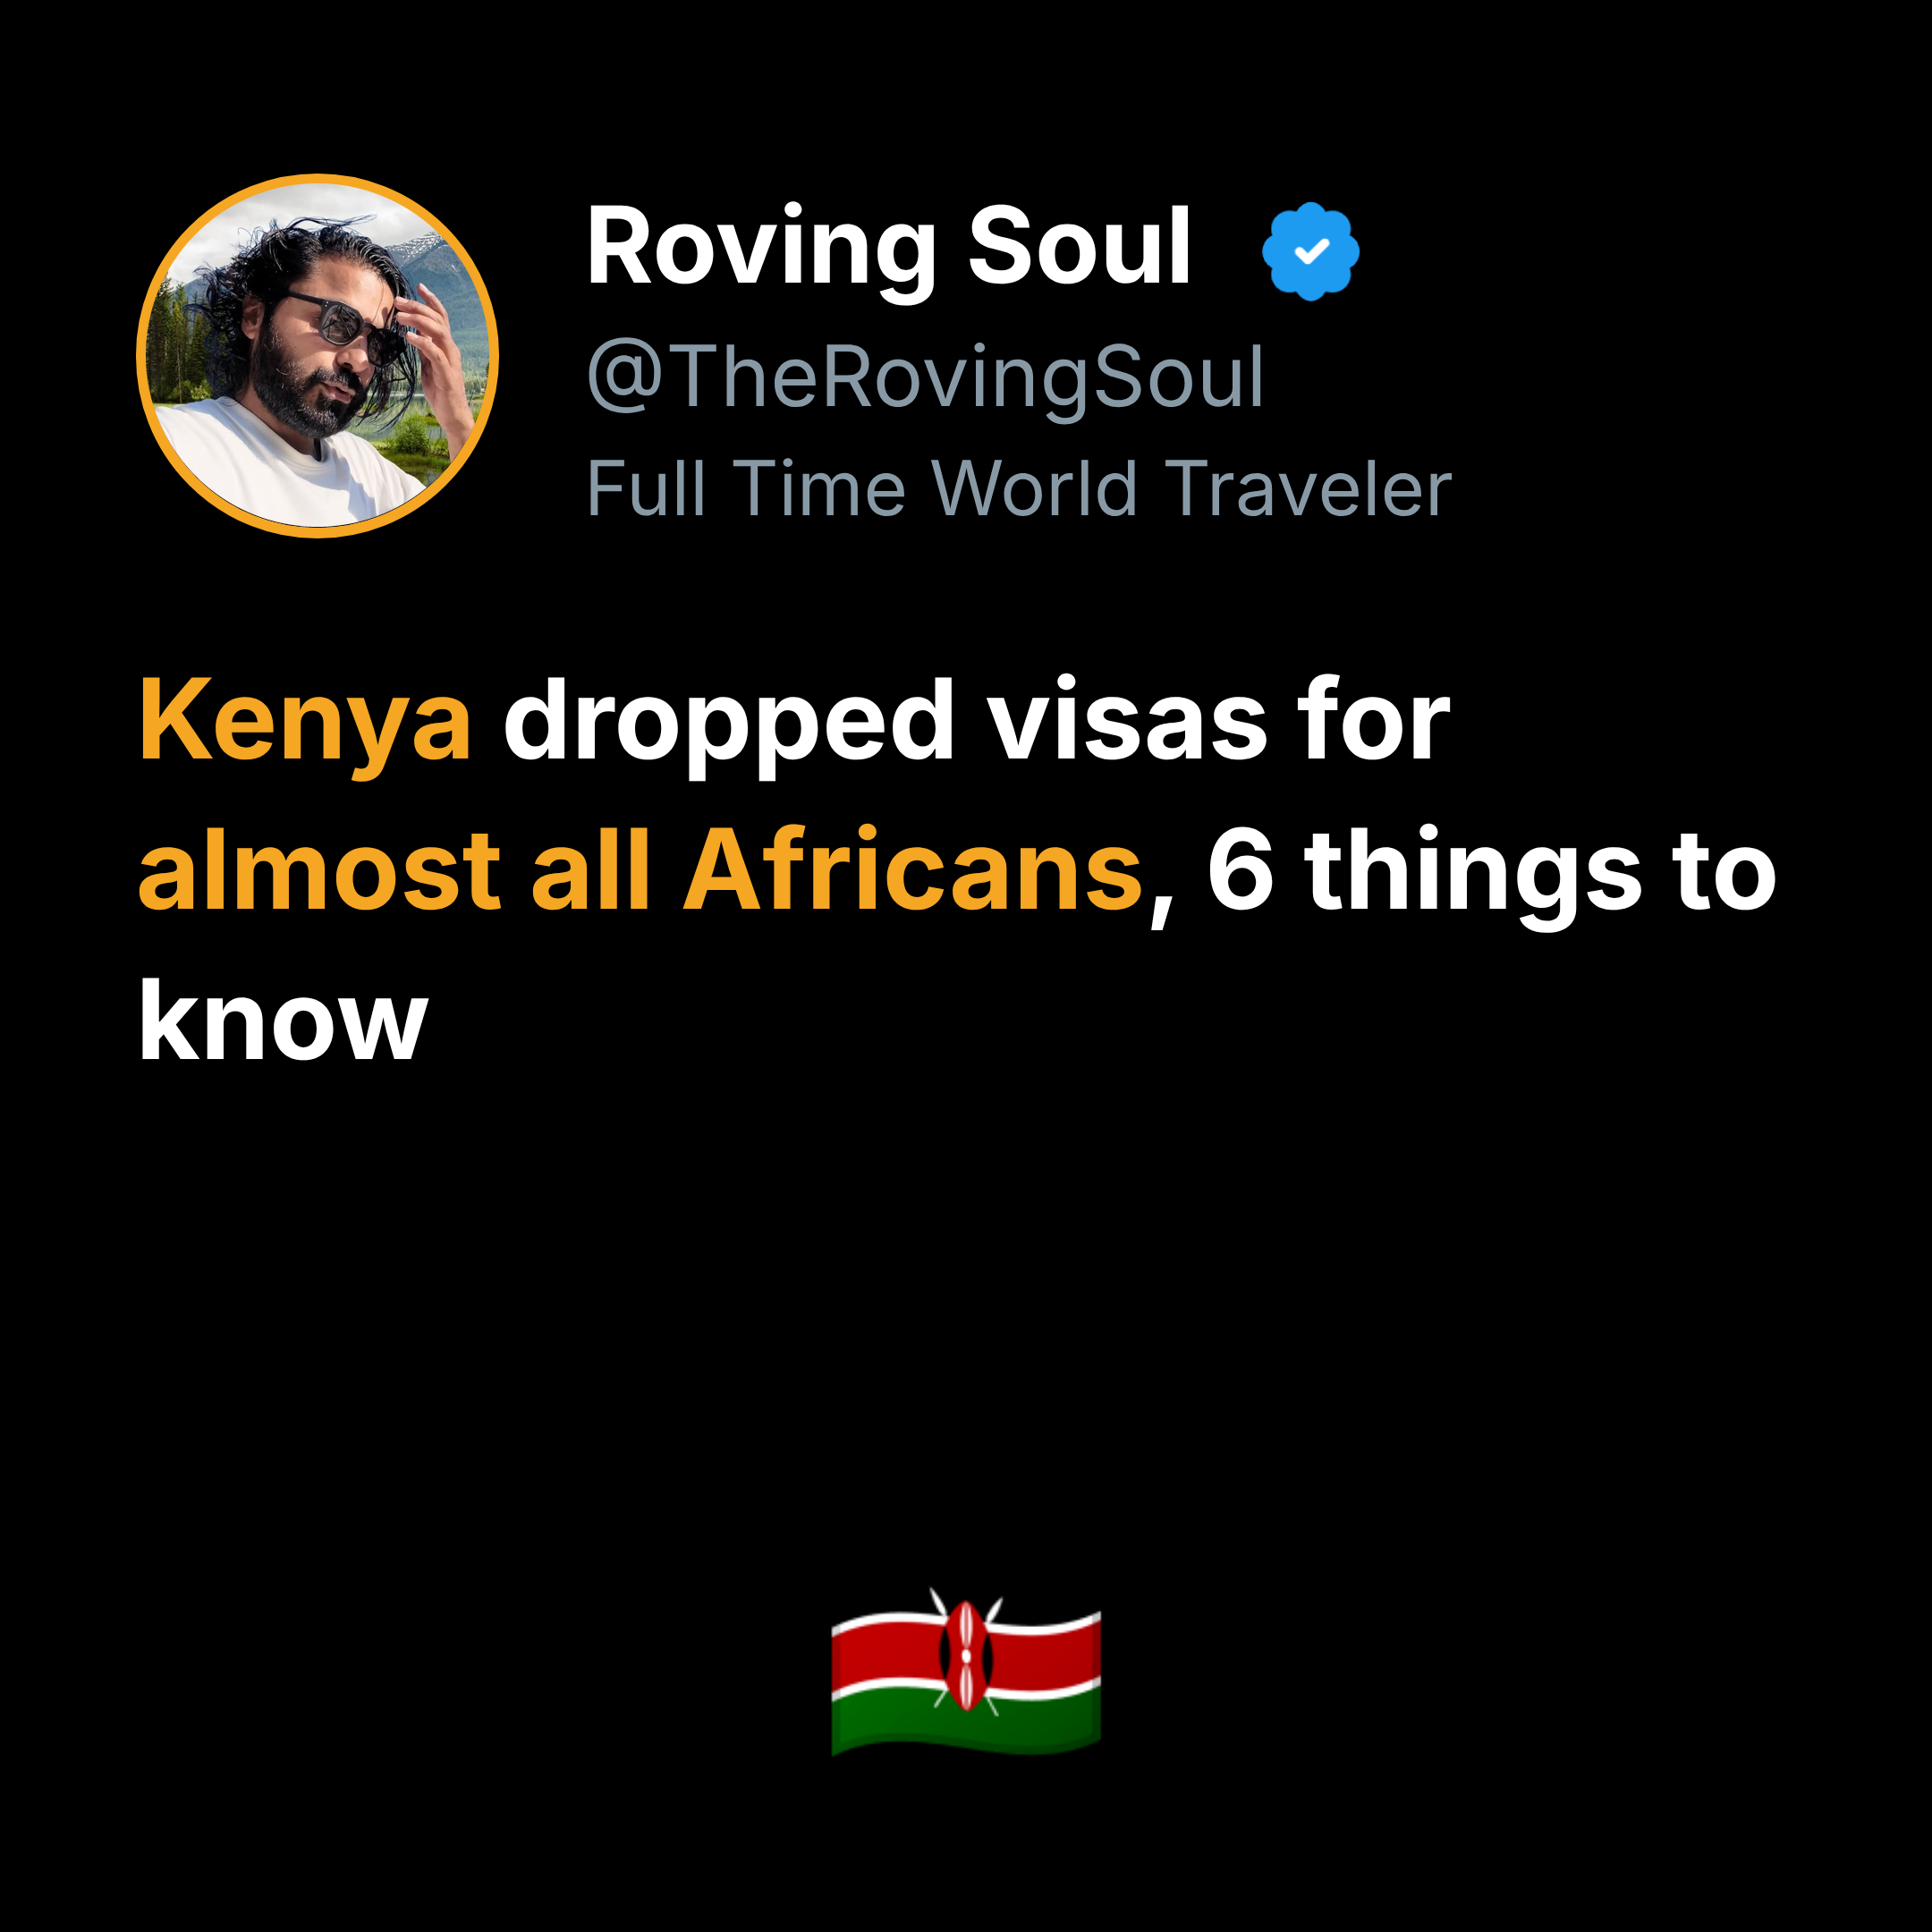 Roving Soul
@TheRovingSoul
Full Time World Traveler
Kenya dropped visas for
almost all Africans, 6 things to
know